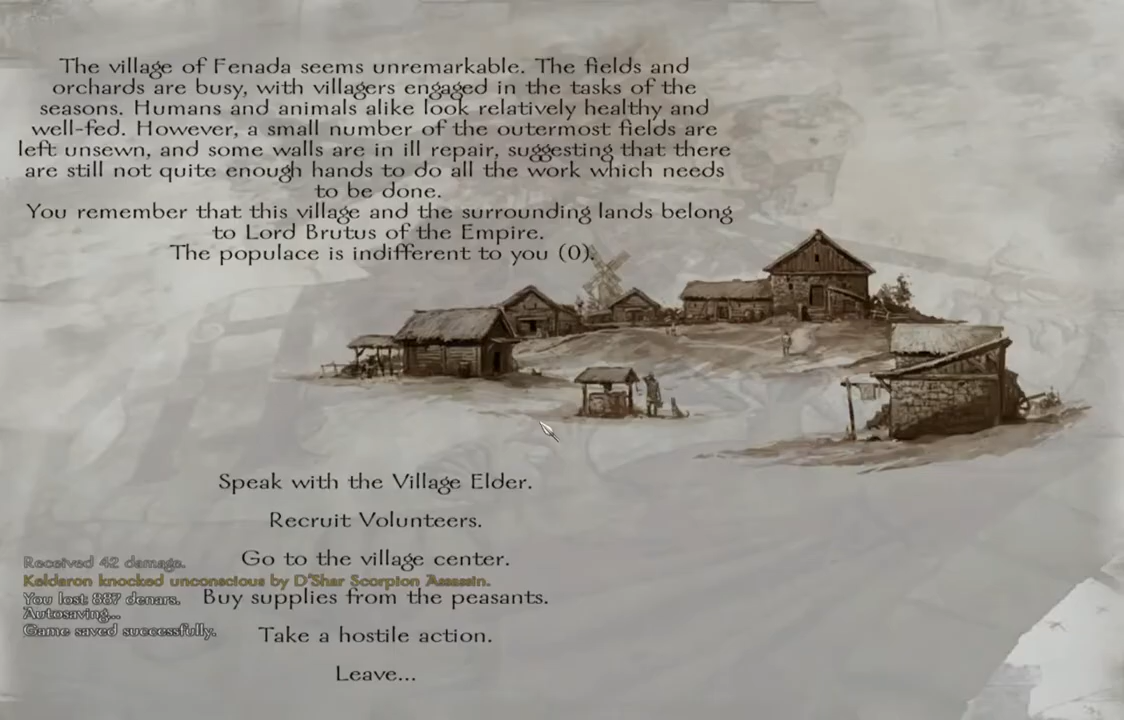 The village of Fenada seems unremarkable. The fields and
orchards are busy, with villagers engaged in the tasks of the
seasons. Humans and animals alike look relatively healthy and
well-fed. However, a small number of the outermost fields are
left unsewn, and some walls are in ill repair, suggesting that there
are still not quite enough hands to do all the work which needs
to be done.
You remember that this village and the surrounding lands belong
to Lord Brutus of the Empire.
The populace is indifferent to you (0).
Speak with the Village Elder.
Recruit Volunteers.
Go to the village center.
Received 42 damage.
Keldaron knocked unconscious by D'Shar Scorpion Assassin.
Buy supplies from the peasants.
You lost 887 denars.
Autosaving...
Game saved successfully.
Take a hostile action.
Leave...